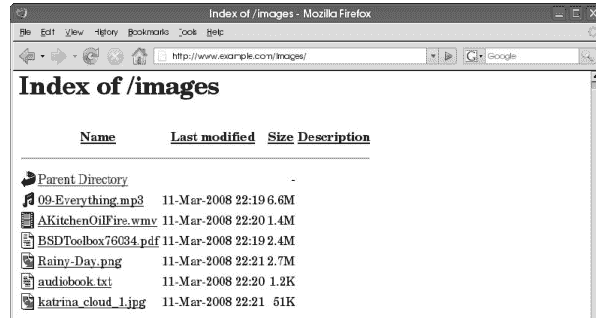 Index of /images - Mozilla Firefox
File Edit View History Bookmarks Tools Help
http://www.example.com/images/
Google
Index of /images
Name Last modified Size Description
Parent Directory -
09-Everything.mp3 11-Mar-2008 22:19 6.6M
AKitchenOilFire.wmv 11-Mar-2008 22:20 1.4M
BSDToolbox76034.pdf 11-Mar-2008 22:19 2.4M
Rainy-Day.png 11-Mar-2008 22:21 2.7M
audiobook.txt 11-Mar-2008 22:20 1.2K
katrina_cloud_1.jpg 11-Mar-2008 22:21 51K